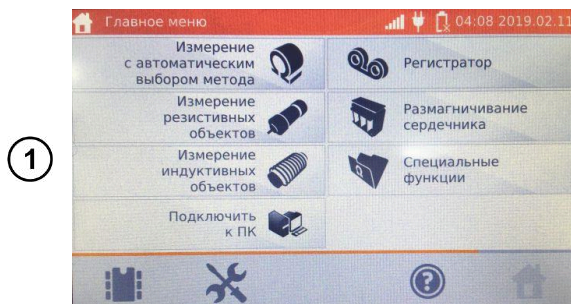 Главное меню
04:08 2019.02.11
Измерение
с автоматическим
выбором метода
Регистратор
Измерение
резистивных
объектов
Размагничивание
сердечника
1
Измерение
индуктивных
объектов
Специальные
функции
Подключить
к ПК
?